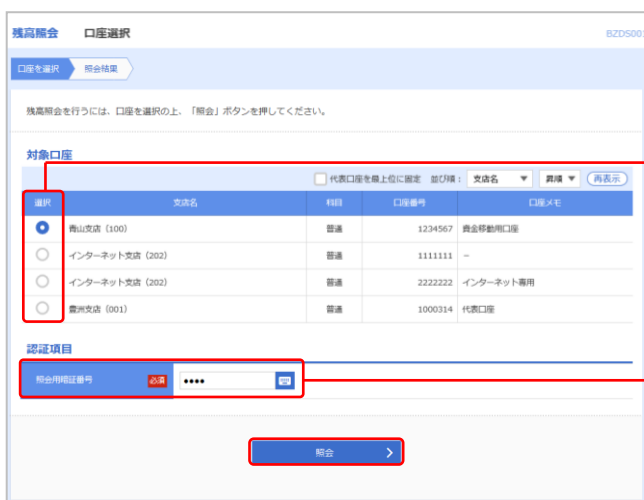 残高照会 口座選択 BZDS001
口座を選択 照会結果
残高照会を行うには、口座を選択の上、「照会」ボタンを押してください。
対象口座
代表口座を最上位に固定 並び順： 支店名 ▼ 昇順 ▼ 再表示
選択 支店名 科目 口座番号 口座メモ
青山支店（100） 普通 1234567 資金移動用口座
インターネット支店（202） 普通 1111111 －
インターネット支店（202） 普通 2222222 インターネット専用
豊洲支店（001） 普通 1000314 代表口座
認証項目
照会用暗証番号 必須 ●●●●
照会